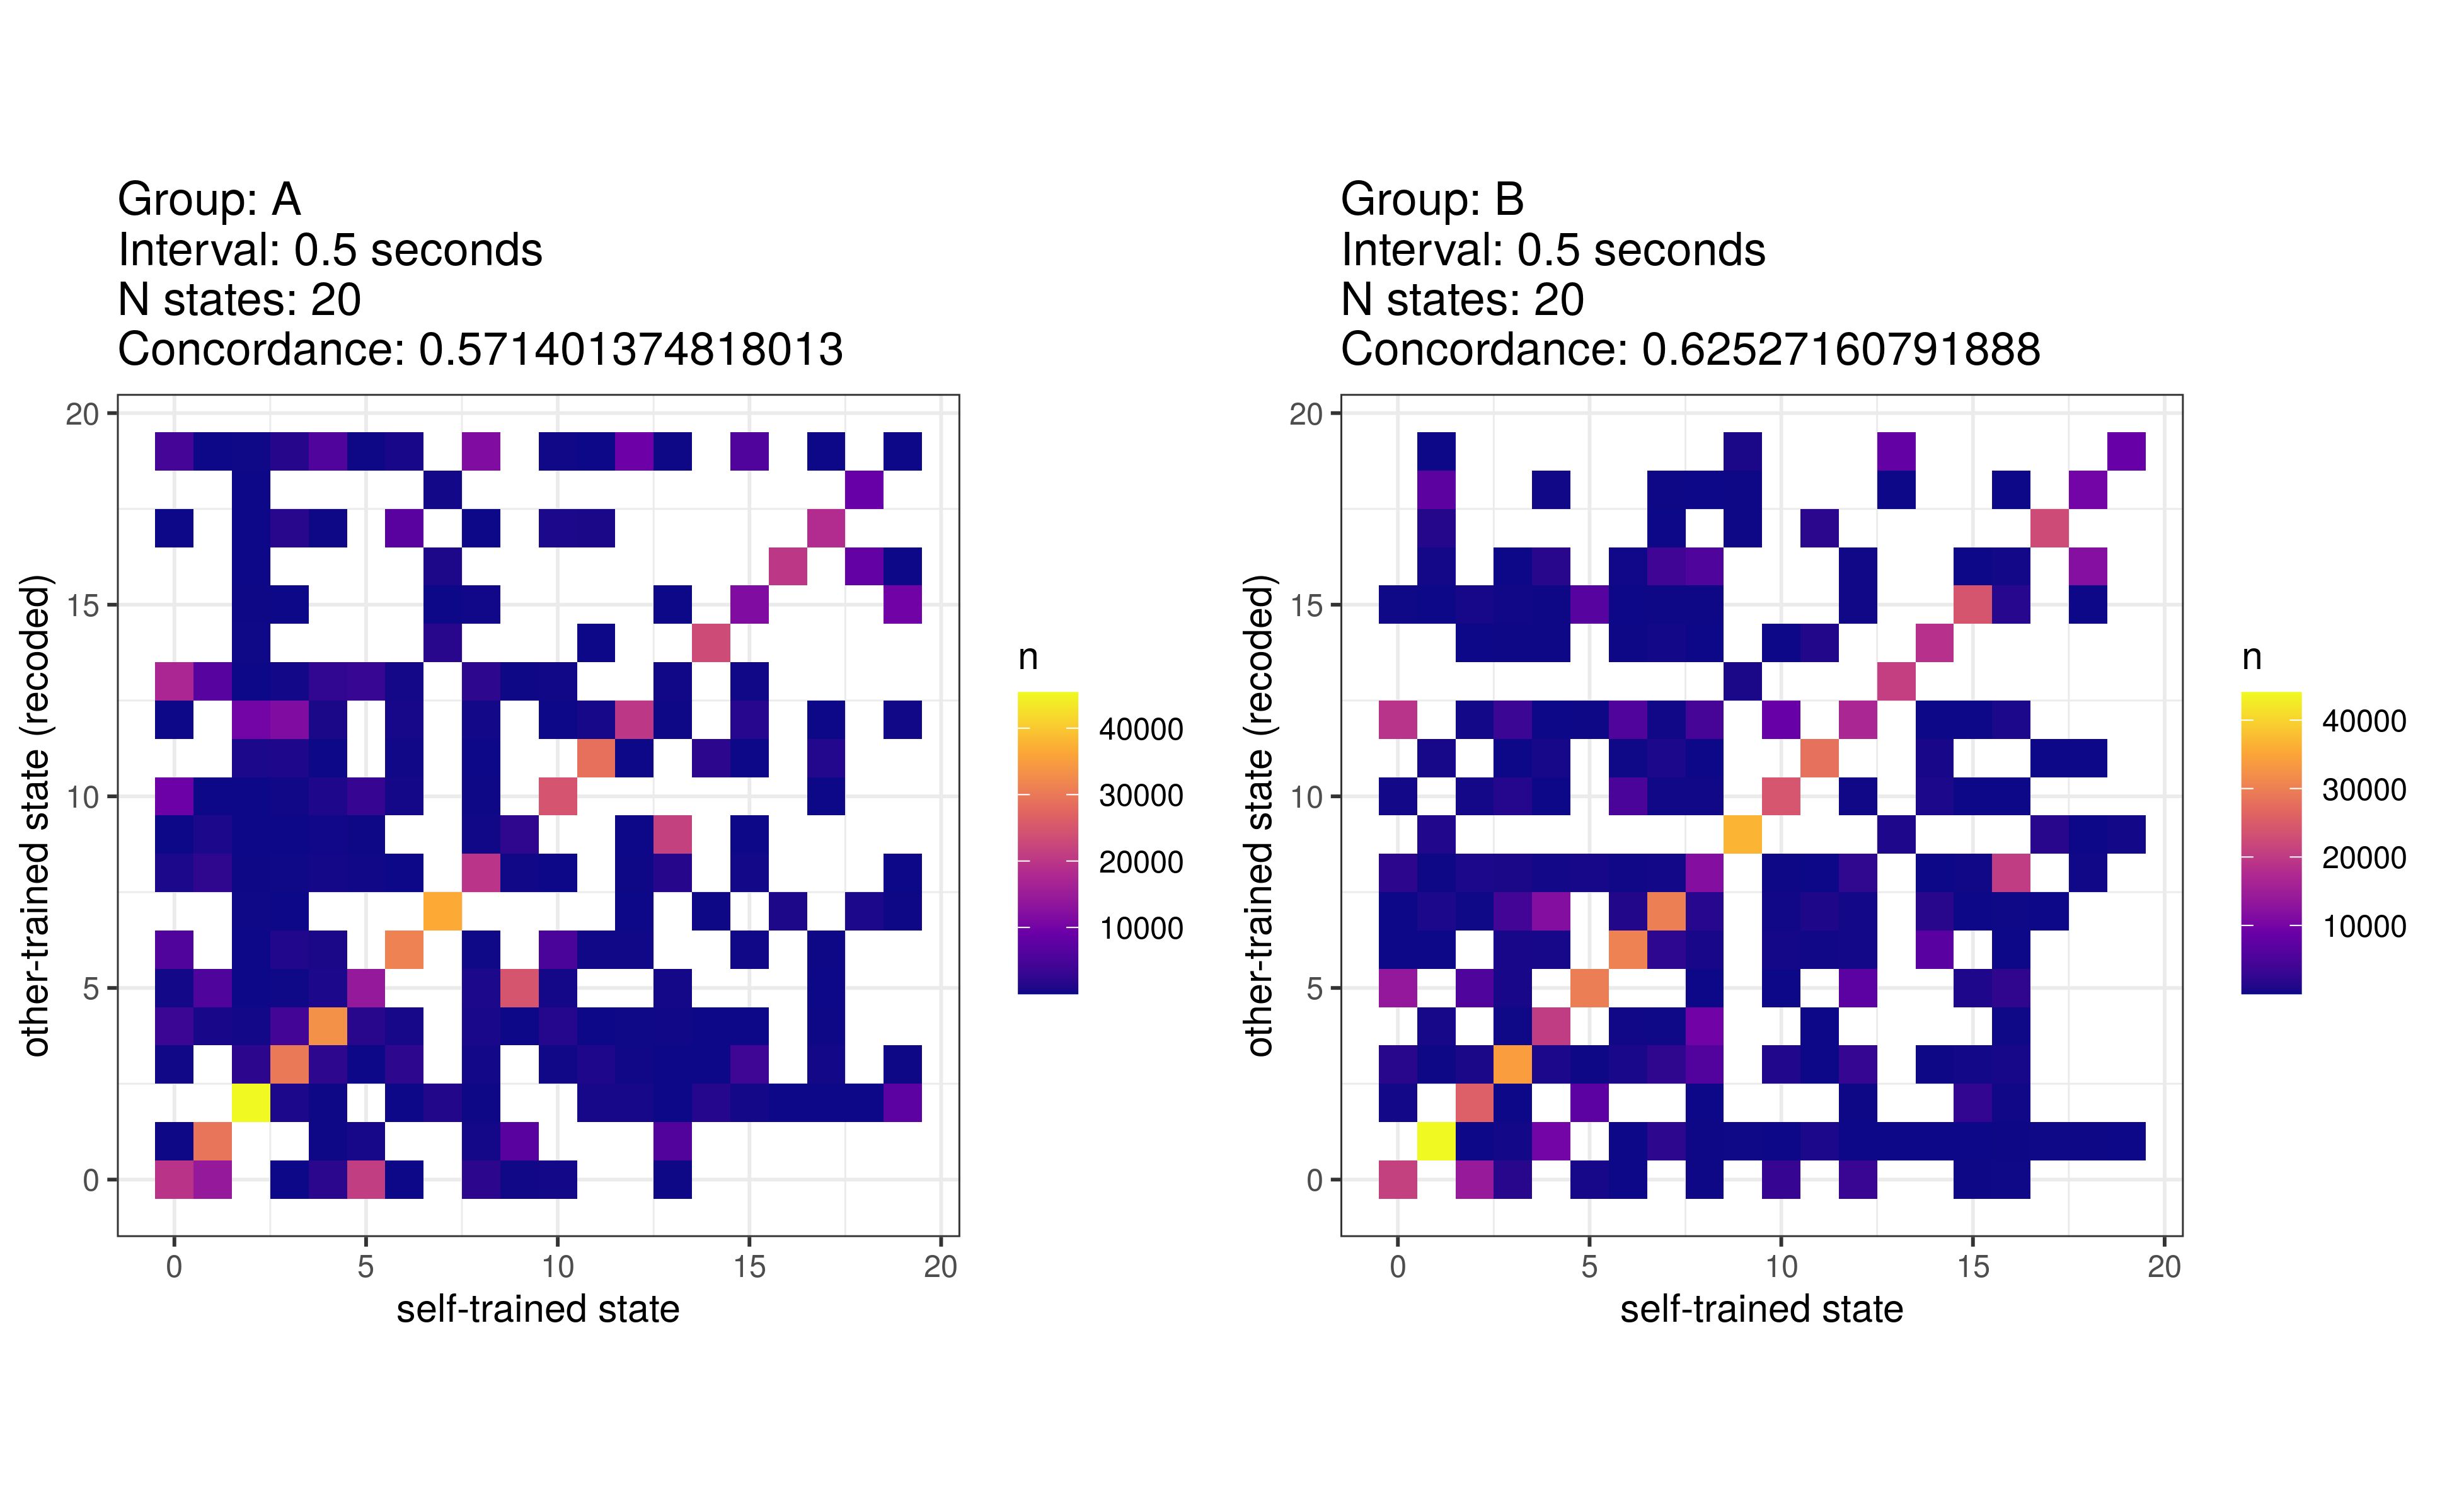 Group: A
Interval: 0.5 seconds
N states: 20
Concordance: 0.571401374818013
20
15
10
5
0
other-trained state (recoded)
0 5 10 15 20
self-trained state
n
40000
30000
20000
10000
Group: B
Interval: 0.5 seconds
N states: 20
Concordance: 0.62527160791888
20
15
10
5
0
other-trained state (recoded)
0 5 10 15 20
self-trained state
n
40000
30000
20000
10000